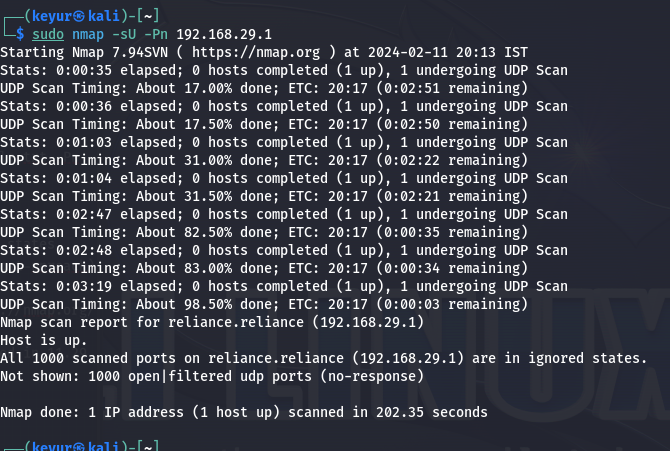 ┌──(keyur㉿kali)-[~]
└─$ sudo nmap -sU -Pn 192.168.29.1
Starting Nmap 7.94SVN ( https://nmap.org ) at 2024-02-11 20:13 IST
Stats: 0:00:35 elapsed; 0 hosts completed (1 up), 1 undergoing UDP Scan
UDP Scan Timing: About 17.00% done; ETC: 20:17 (0:02:51 remaining)
Stats: 0:00:36 elapsed; 0 hosts completed (1 up), 1 undergoing UDP Scan
UDP Scan Timing: About 17.50% done; ETC: 20:17 (0:02:50 remaining)
Stats: 0:01:03 elapsed; 0 hosts completed (1 up), 1 undergoing UDP Scan
UDP Scan Timing: About 31.00% done; ETC: 20:17 (0:02:22 remaining)
Stats: 0:01:04 elapsed; 0 hosts completed (1 up), 1 undergoing UDP Scan
UDP Scan Timing: About 31.50% done; ETC: 20:17 (0:02:21 remaining)
Stats: 0:02:47 elapsed; 0 hosts completed (1 up), 1 undergoing UDP Scan
UDP Scan Timing: About 82.50% done; ETC: 20:17 (0:00:35 remaining)
Stats: 0:02:48 elapsed; 0 hosts completed (1 up), 1 undergoing UDP Scan
UDP Scan Timing: About 83.00% done; ETC: 20:17 (0:00:34 remaining)
Stats: 0:03:19 elapsed; 0 hosts completed (1 up), 1 undergoing UDP Scan
UDP Scan Timing: About 98.50% done; ETC: 20:17 (0:00:03 remaining)
Nmap scan report for reliance.reliance (192.168.29.1)
Host is up.
All 1000 scanned ports on reliance.reliance (192.168.29.1) are in ignored states.
Not shown: 1000 open|filtered udp ports (no-response)
Nmap done: 1 IP address (1 host up) scanned in 202.35 seconds
┌──(keyur㉿kali)-[~]